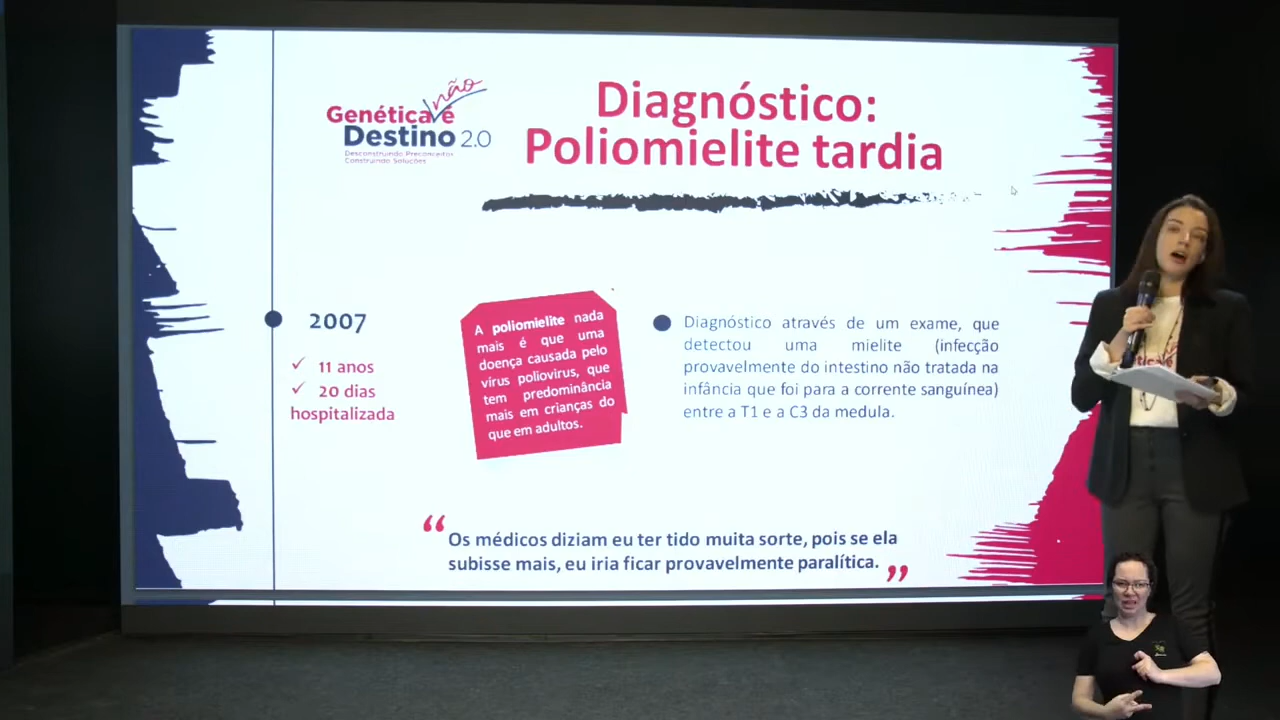 não
Genética é
Destino 2.0
Desconstruindo Preconceitos
Construindo Soluções
Diagnóstico:
Poliomielite tardia
2007
✓ 11 anos
✓ 20 dias
hospitalizada
A poliomielite nada
mais é que uma
doença causada pelo
vírus poliovirus, que
tem predominância
mais em crianças do
que em adultos.
Diagnóstico através de um exame, que
detectou uma mielite (infecção
provavelmente do intestino não tratada na
infância que foi para a corrente sanguínea)
entre a T1 e a C3 da medula.
“Os médicos diziam eu ter tido muita sorte, pois se ela
subisse mais, eu iria ficar provavelmente paralítica.”